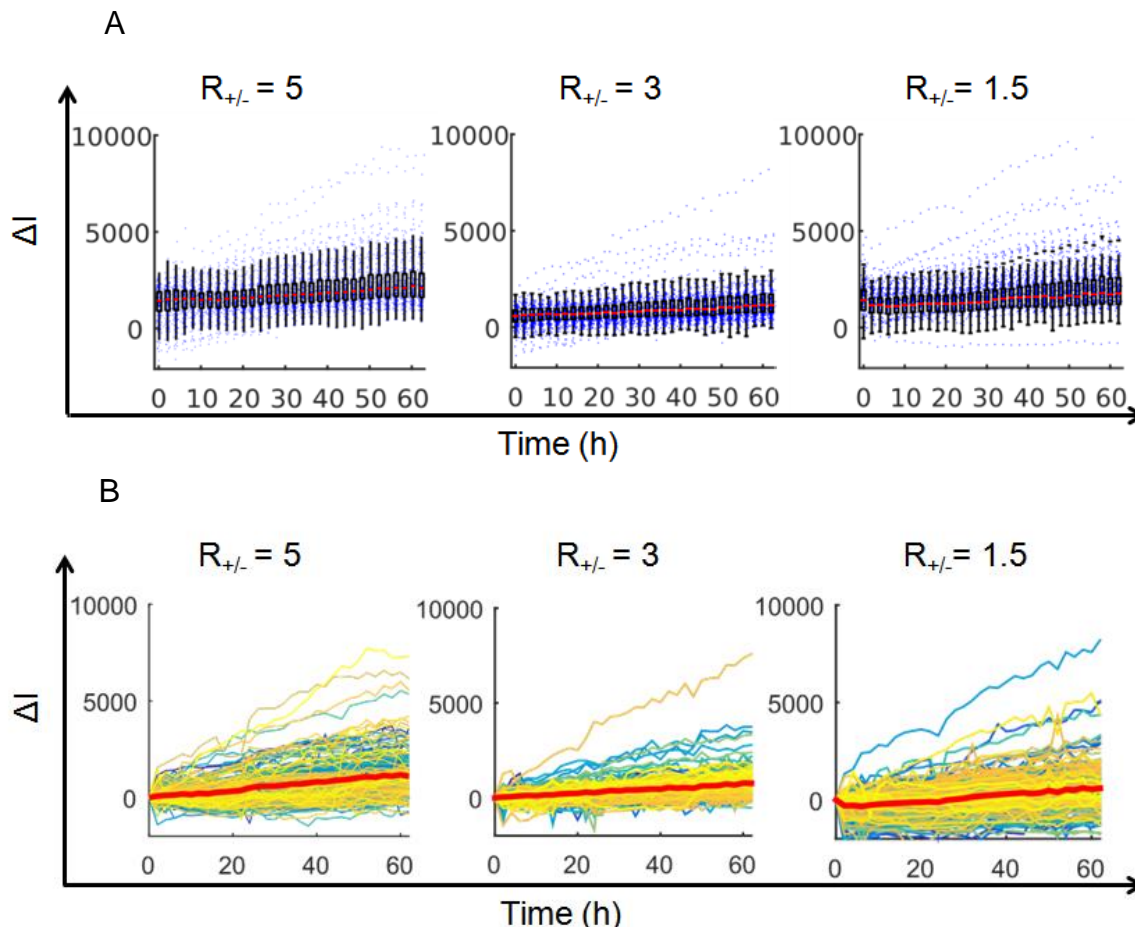 A
R+/- = 5 R+/- = 3 R+/- = 1.5
10000 10000 10000
5000 5000 5000
0 0 0
ΔI
0 10 20 30 40 50 60 0 10 20 30 40 50 60 0 10 20 30 40 50 60
Time (h)
B
R+/- = 5 R+/- = 3 R+/- = 1.5
10000 10000 10000
5000 5000 5000
0 0 0
ΔI
0 20 40 60 0 20 40 60 0 20 40 60
Time (h)